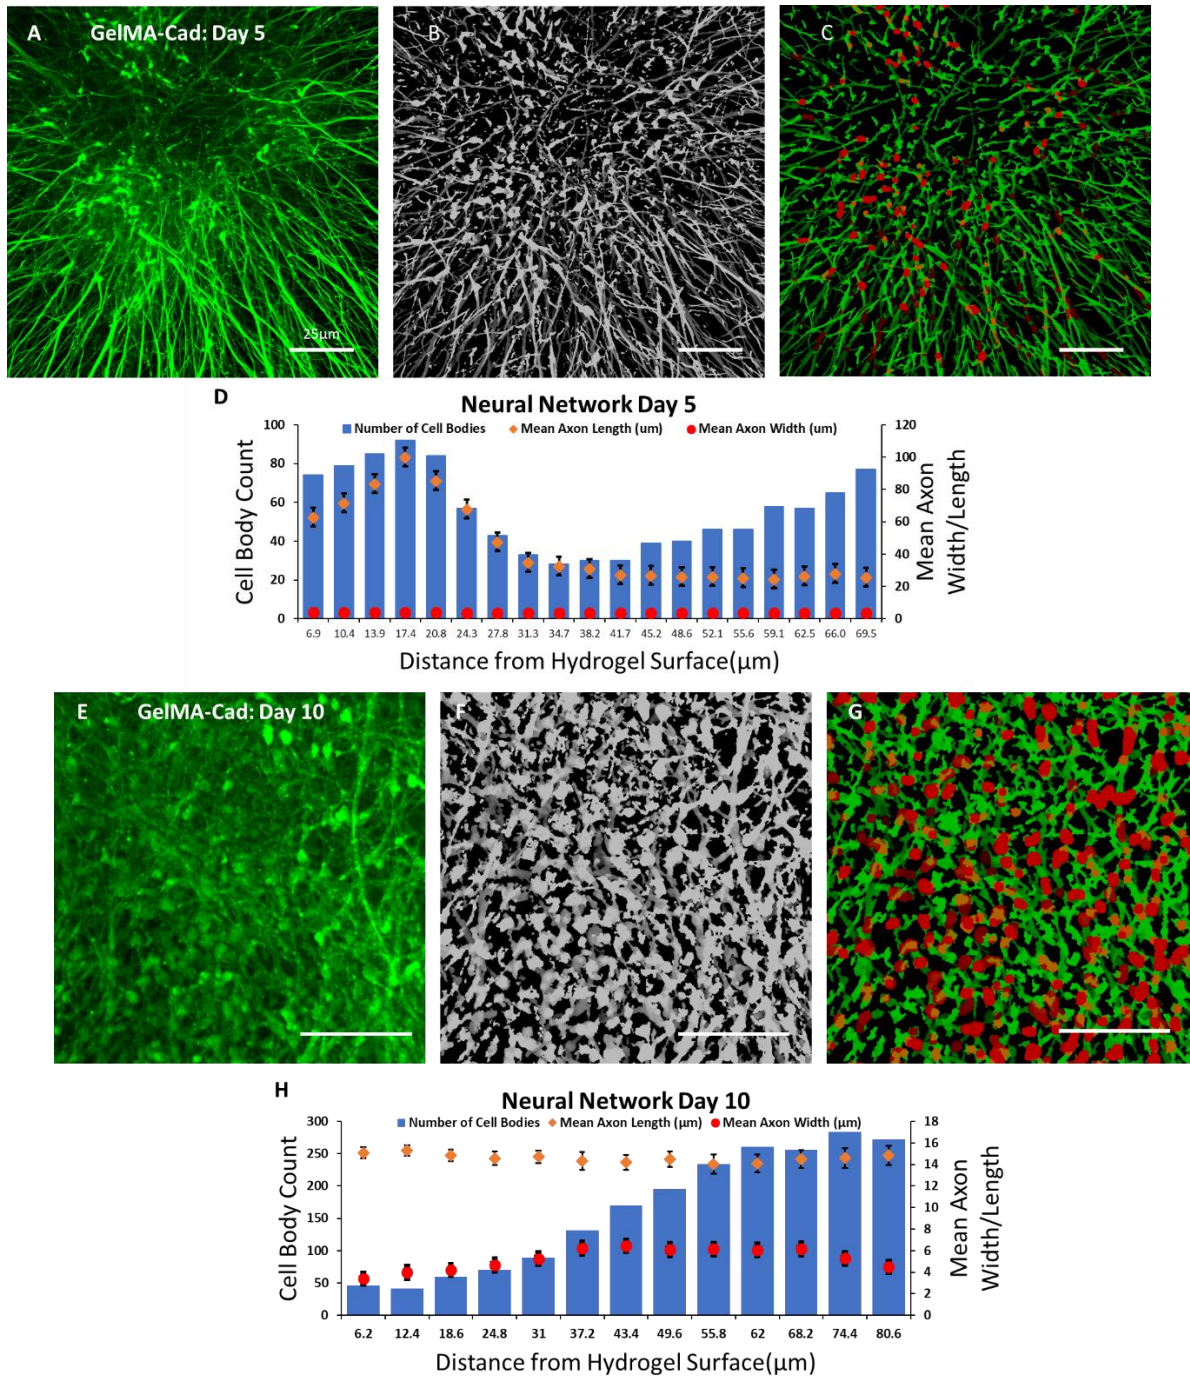 A GelMA-Cad: Day 5
B
C
25μm
D
Neural Network Day 5
Number of Cell Bodies Mean Axon Length (um) Mean Axon Width (um)
Cell Body Count
100
80
60
40
20
0
120
100
80
60
40
20
0
Mean Axon
Width/Length
6.9 10.4 13.9 17.4 20.8 24.3 27.8 31.3 34.7 38.2 41.7 45.2 48.6 52.1 55.6 59.1 62.5 66.0 69.5
Distance from Hydrogel Surface(μm)
E GelMA-Cad: Day 10
F
G
H
Neural Network Day 10
Number of Cell Bodies Mean Axon Length (μm) Mean Axon Width (μm)
Cell Body Count
300
250
200
150
100
50
0
18
16
14
12
10
8
6
4
2
0
Mean Axon
Width/Length
6.2 12.4 18.6 24.8 31 37.2 43.4 49.6 55.8 62 68.2 74.4 80.6
Distance from Hydrogel Surface(μm)